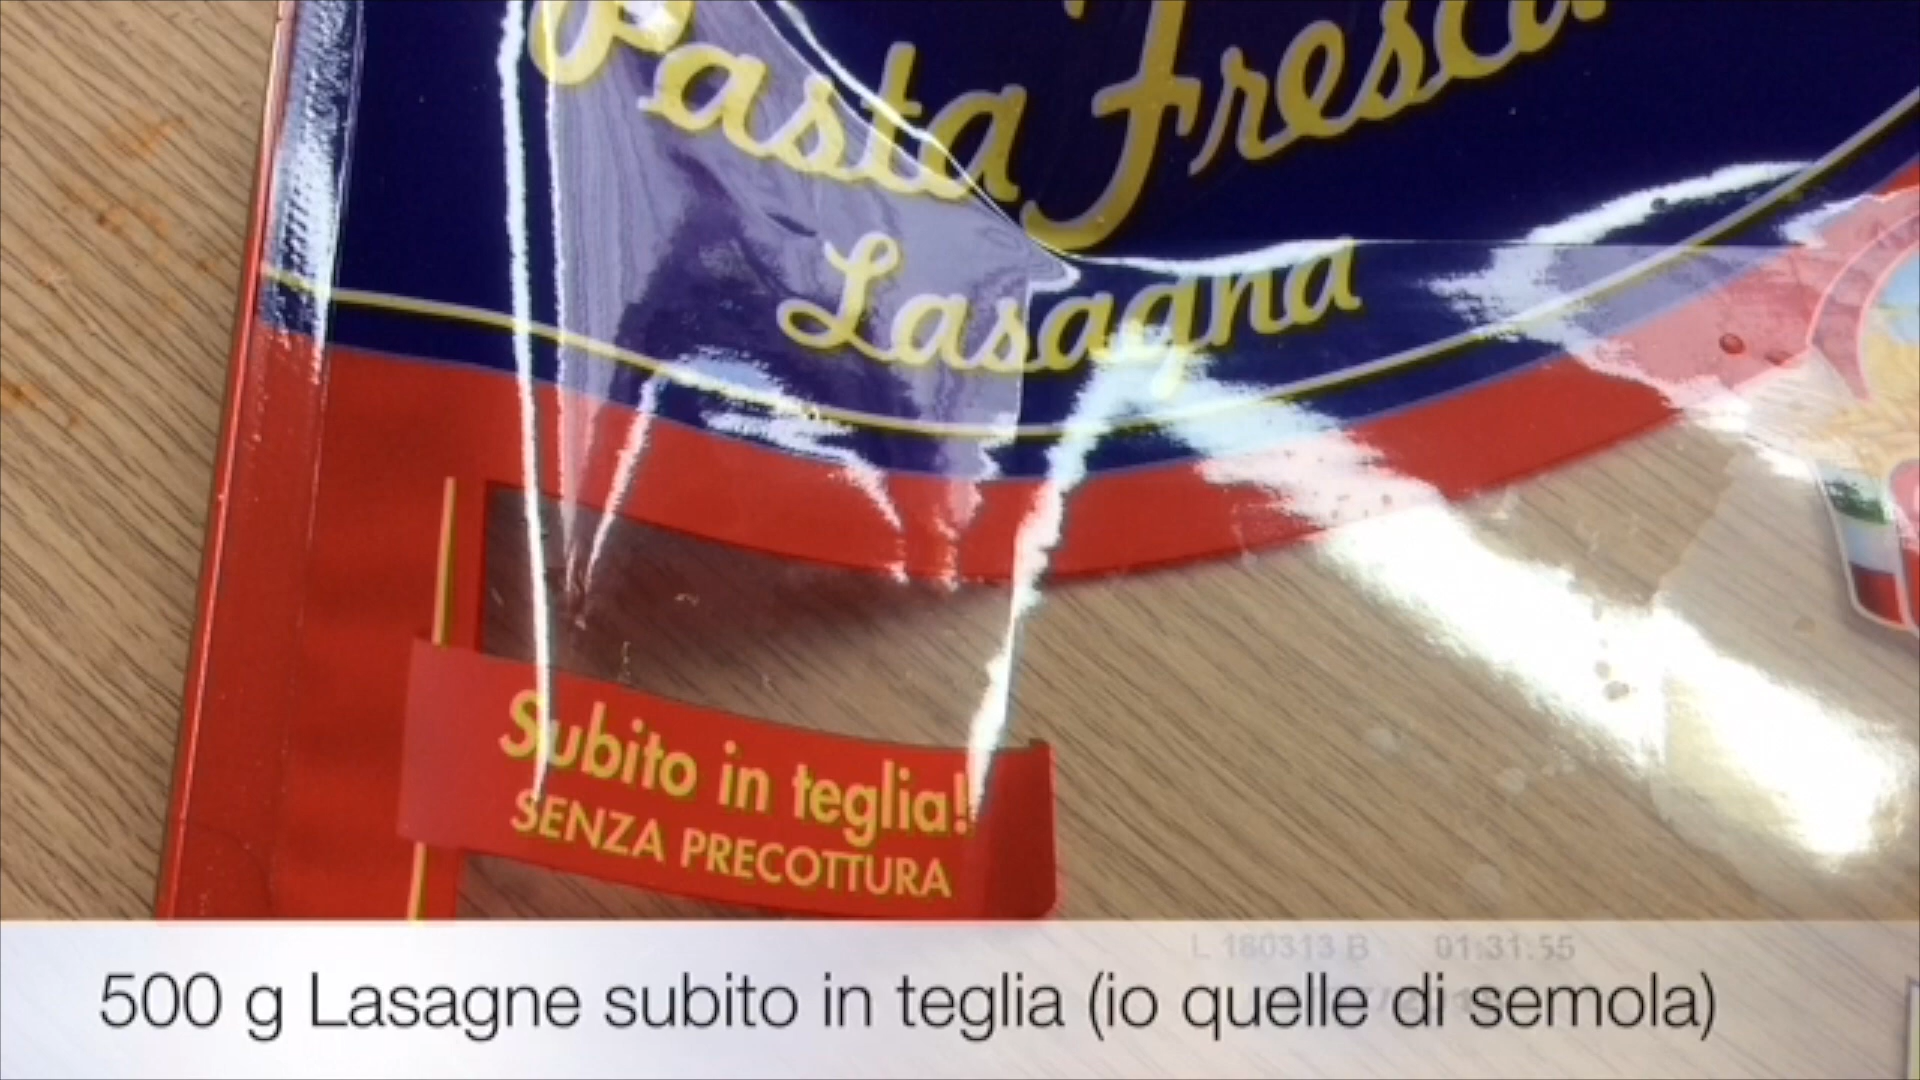 Pasta Fresca
Lasagna
Subito in teglia!
SENZA PRECOTTURA
L 180313 B 01:31:55
500 g Lasagne subito in teglia (io quelle di semola)